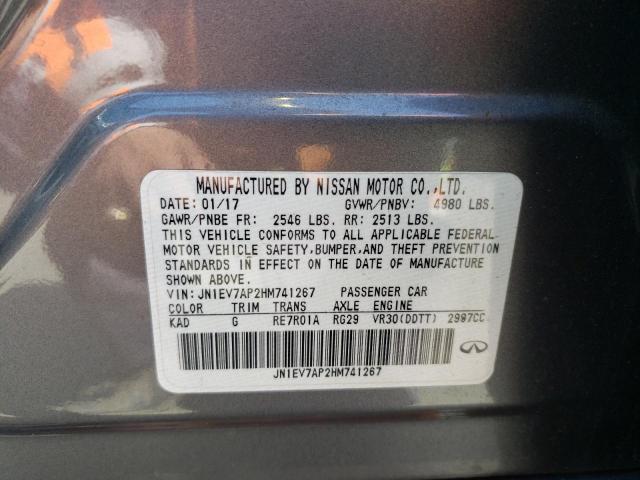 MANUFACTURED BY NISSAN MOTOR CO.,LTD.
DATE: 01/17 GVWR/PNBV: 4980 LBS.
GAWR/PNBE FR: 2546 LBS. RR: 2513 LBS.
THIS VEHICLE CONFORMS TO ALL APPLICABLE FEDERAL
MOTOR VEHICLE SAFETY, BUMPER, AND THEFT PREVENTION
STANDARDS IN EFFECT ON THE DATE OF MANUFACTURE
SHOWN ABOVE.
VIN: JN1EV7AP2HM741267 PASSENGER CAR
COLOR TRIM TRANS AXLE ENGINE
KAD G RE7R01A RG29 VR30(DDTT) 2997CC
JN1EV7AP2HM741267